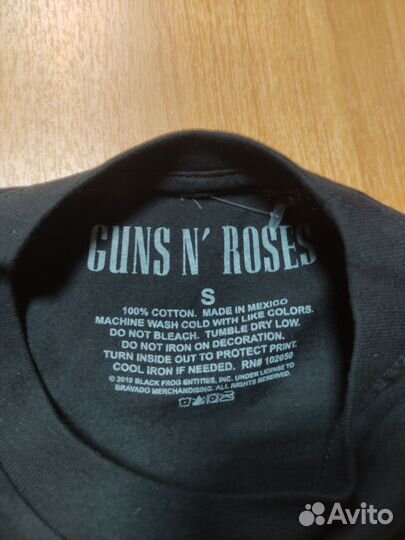 GUNS N' ROSES
S
100% COTTON. MADE IN MEXICO
MACHINE WASH COLD WITH LIKE COLORS.
DO NOT BLEACH. TUMBLE DRY LOW.
DO NOT IRON ON DECORATION.
TURN INSIDE OUT TO PROTECT PRINT.
COOL IRON IF NEEDED. RN# 102050
© 2019 BLACK FROG ENTITIES, INC. UNDER LICENSE TO
BRAVADO MERCHANDISING. ALL RIGHTS RESERVED.
Avito